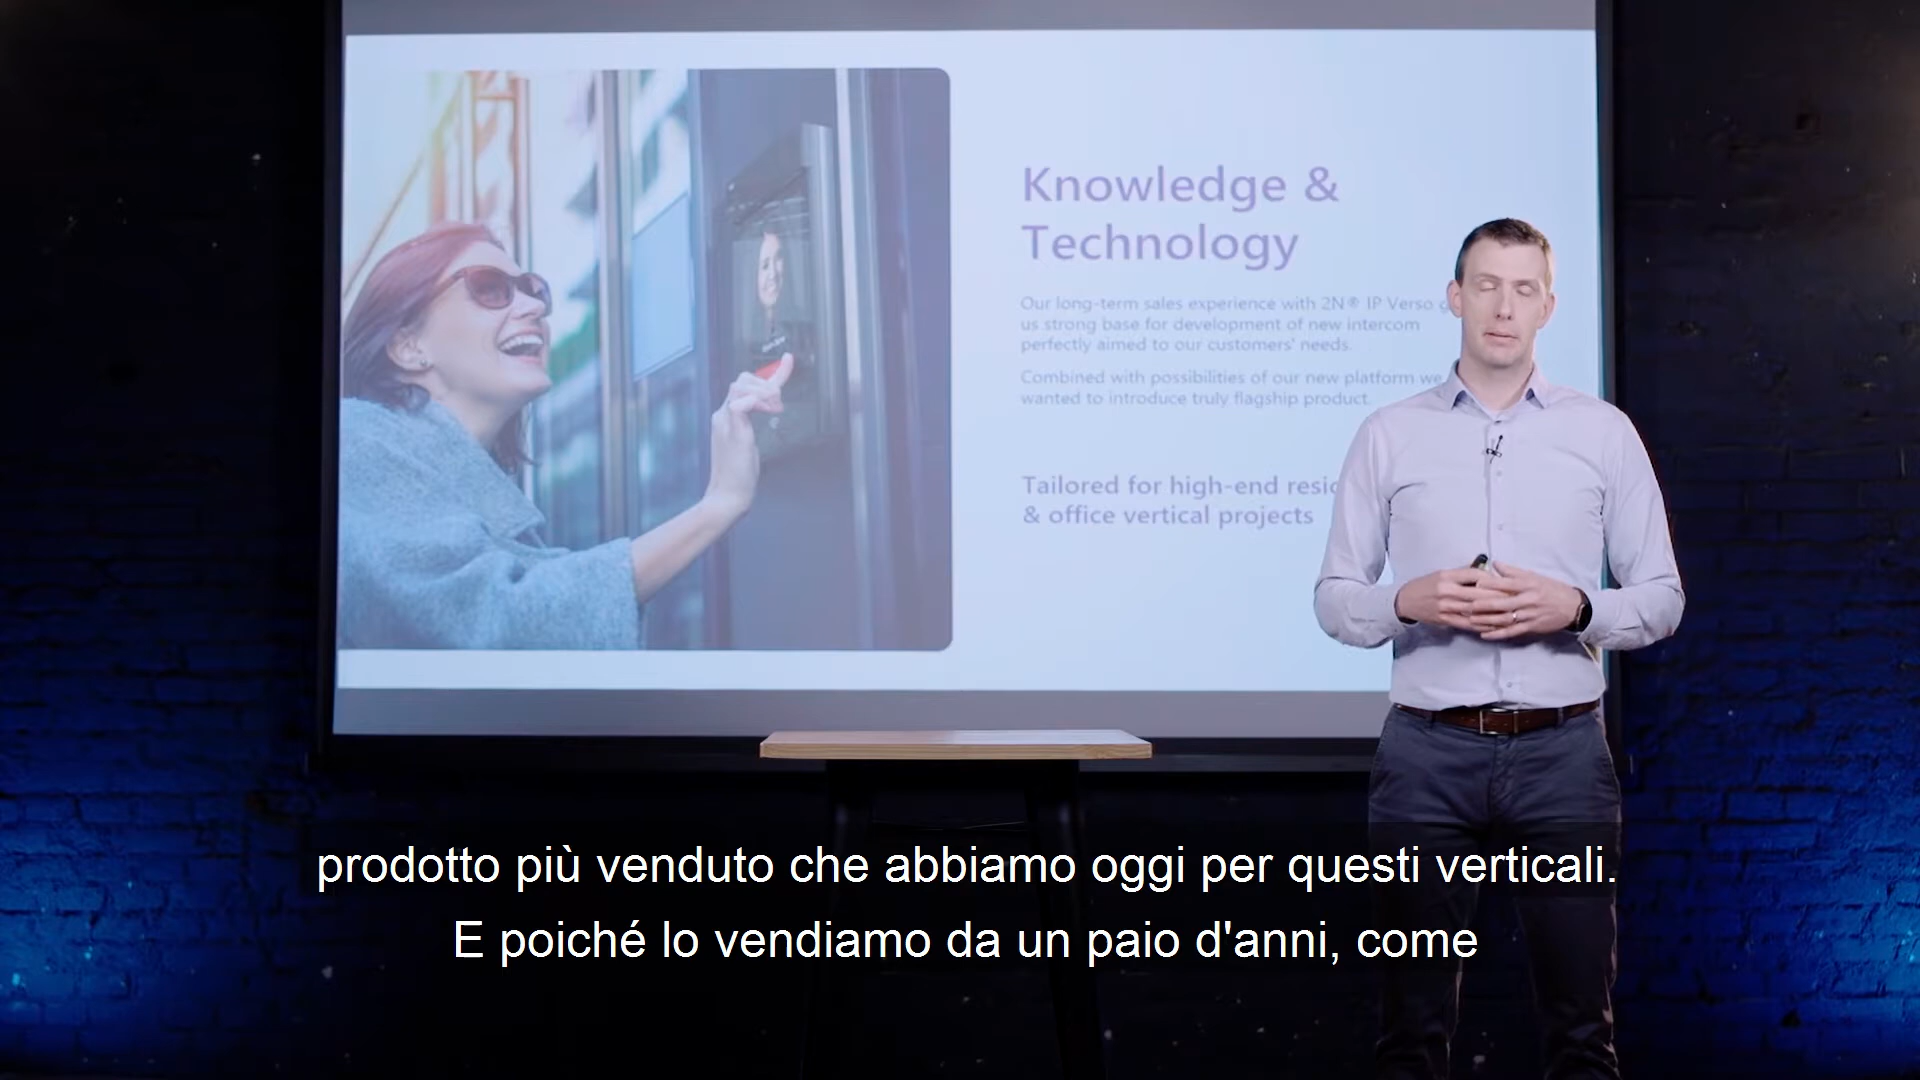 Knowledge &
Technology
Our long-term sales experience with 2N® IP Verso
us strong base for development of new intercom
perfectly aimed to our customers' needs.
Combined with possibilities of our new platform we
wanted to introduce truly flagship product.
Tailored for high-end
& office vertical projects
prodotto più venduto che abbiamo oggi per questi verticali.
E poiché lo vendiamo da un paio d'anni, come